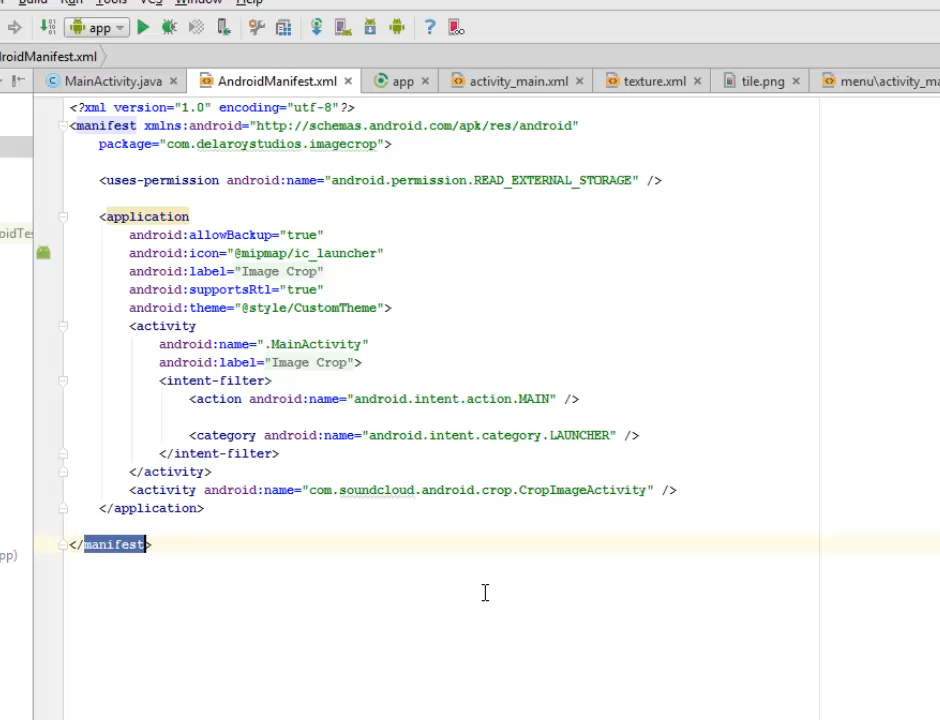 Build Run Tools VCS Window Help
app
roidManifest.xml
MainActivity.java AndroidManifest.xml app activity_main.xml texture.xml tile.png menu\activity_ma
<?xml version="1.0" encoding="utf-8"?>
<manifest xmlns:android="http://schemas.android.com/apk/res/android"
package="com.delaroystudios.imagecrop">
<uses-permission android:name="android.permission.READ_EXTERNAL_STORAGE" />
<application
oidTes
android:allowBackup="true"
android:icon="@mipmap/ic_launcher"
android:label="Image Crop"
android:supportsRtl="true"
android:theme="@style/CustomTheme">
<activity
android:name=".MainActivity"
android:label="Image Crop">
<intent-filter>
<action android:name="android.intent.action.MAIN" />
<category android:name="android.intent.category.LAUNCHER" />
</intent-filter>
</activity>
<activity android:name="com.soundcloud.android.crop.CropImageActivity" />
</application>
</manifest>
pp)